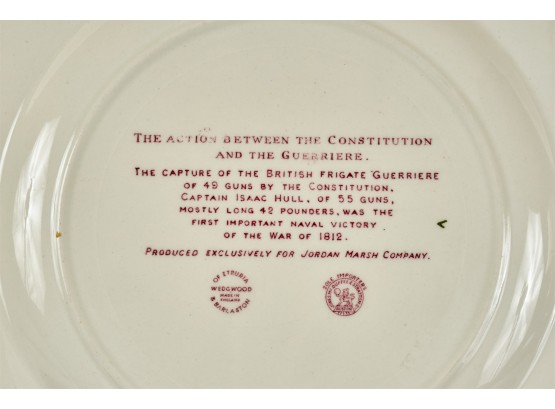 THE ACTION BETWEEN THE CONSTITUTION
AND THE GUERRIERE.
THE CAPTURE OF THE BRITISH FRIGATE GUERRIERE
OF 49 GUNS BY THE CONSTITUTION,
CAPTAIN ISAAC HULL, OF 55 GUNS,
MOSTLY LONG 42 POUNDERS, WAS THE
FIRST IMPORTANT NAVAL VICTORY
OF THE WAR OF 1812.
PRODUCED EXCLUSIVELY FOR JORDAN MARSH COMPANY.
OF ETRURIA
WEDGWOOD
MADE IN
ENGLAND
& BARLASTON
SOLE IMPORTERS